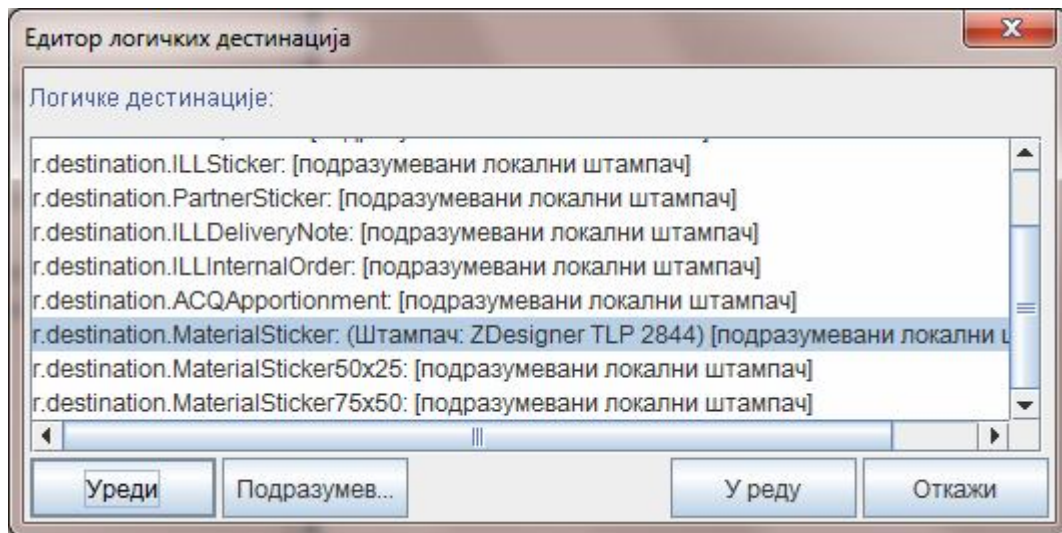 Едитор логичких дестинација
Логичке дестинације:
r.destination.ILLSticker: [подразумевани локални штампач]
r.destination.PartnerSticker: [подразумевани локални штампач]
r.destination.ILLDeliveryNote: [подразумевани локални штампач]
r.destination.ILLInternalOrder: [подразумевани локални штампач]
r.destination.ACQApportionment: [подразумевани локални штампач]
r.destination.MaterialSticker: (Штампач: ZDesigner TLP 2844) [подразумевани локални
r.destination.MaterialSticker50x25: [подразумевани локални штампач]
r.destination.MaterialSticker75x50: [подразумевани локални штампач]
Уреди Подразумев... У реду Откажи